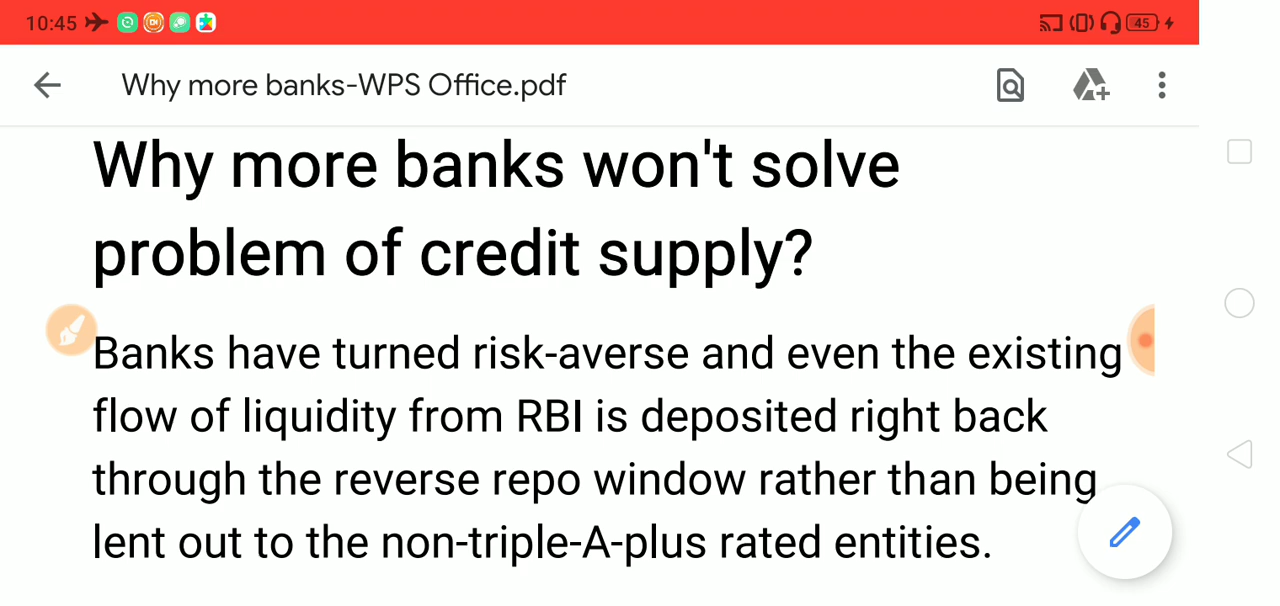 10:45
45
Why more banks-WPS Office.pdf
Why more banks won't solve
problem of credit supply?
Banks have turned risk-averse and even the existing
flow of liquidity from RBI is deposited right back
through the reverse repo window rather than being
lent out to the non-triple-A-plus rated entities.